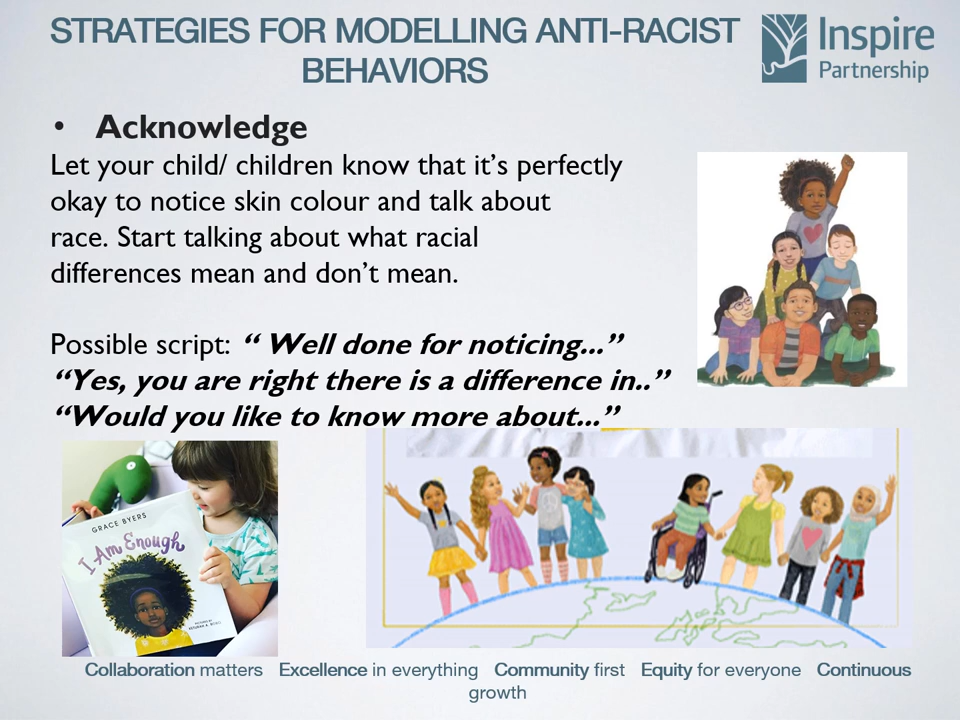 STRATEGIES FOR MODELLING ANTI-RACIST
BEHAVIORS
Inspire
Partnership
• Acknowledge
Let your child/ children know that it’s perfectly
okay to notice skin colour and talk about
race. Start talking about what racial
differences mean and don’t mean.
Possible script: “ Well done for noticing...”
“Yes, you are right there is a difference in..”
“Would you like to know more about...”
GRACE BYERS
I Am Enough
Collaboration matters Excellence in everything Community first Equity for everyone Continuous
growth